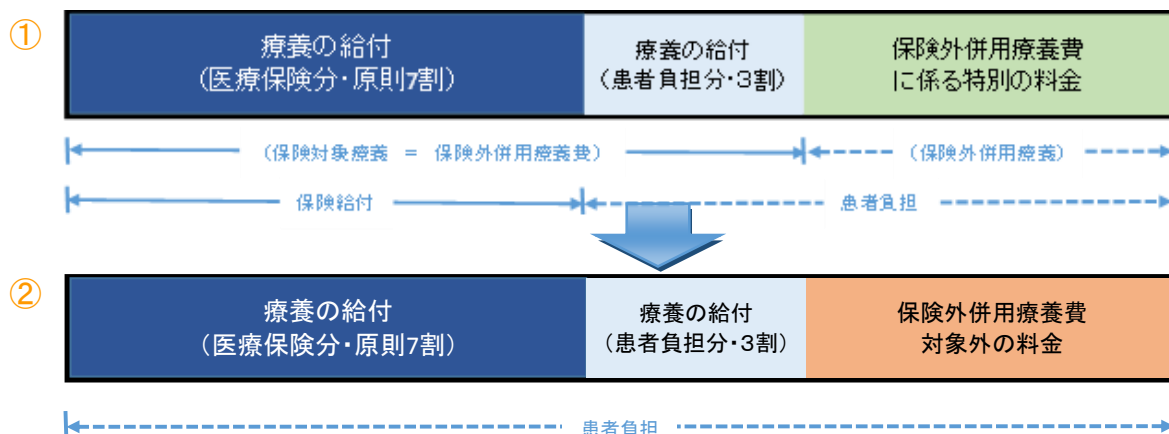 ①
療養の給付
(医療保険分・原則7割)
療養の給付
(患者負担分・3割)
保険外併用療養費
に係る特別の料金
(保険対象療養 = 保険外併用療養費)
(保険外併用療養)
保険給付
患者負担
②
療養の給付
(医療保険分・原則7割)
療養の給付
(患者負担分・3割)
保険外併用療養費
対象外の料金
患者負担